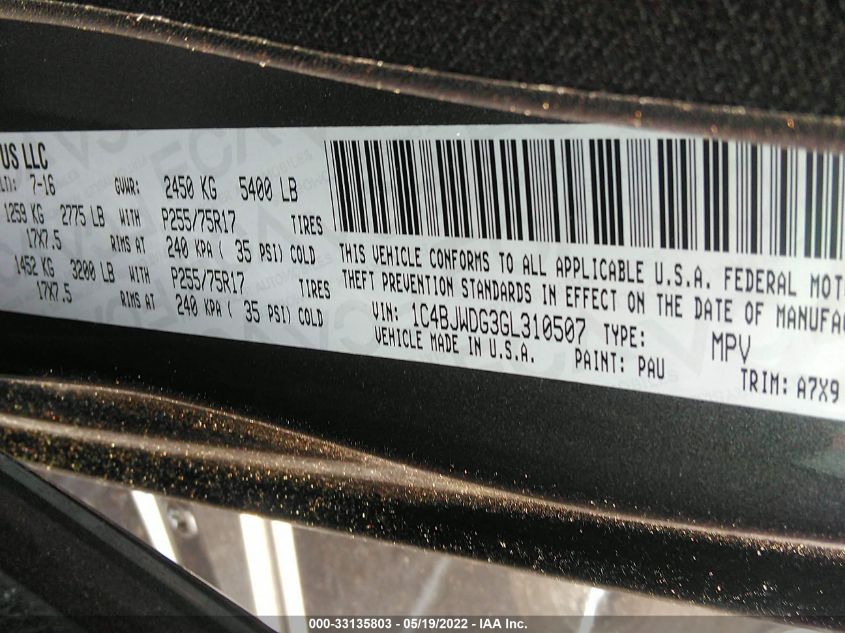 US LLC
7-16 GVWR: 2450 KG 5400 LB
1259 KG 2775 LB WITH P255/75R17 TIRES
17X7.5 RIMS AT 240 KPA ( 35 PSI) COLD
1452 KG 3200 LB WITH P255/75R17 TIRES
17X7.5 RIMS AT 240 KPA ( 35 PSI) COLD
THIS VEHICLE CONFORMS TO ALL APPLICABLE U.S.A. FEDERAL MOT
THEFT PREVENTION STANDARDS IN EFFECT ON THE DATE OF MANUFA
VIN: 1C4BJWDG3GL310507 TYPE: MPV
VEHICLE MADE IN U.S.A. PAINT: PAU TRIM: A7X9
000-33135803 - 05/19/2022 - IAA Inc.